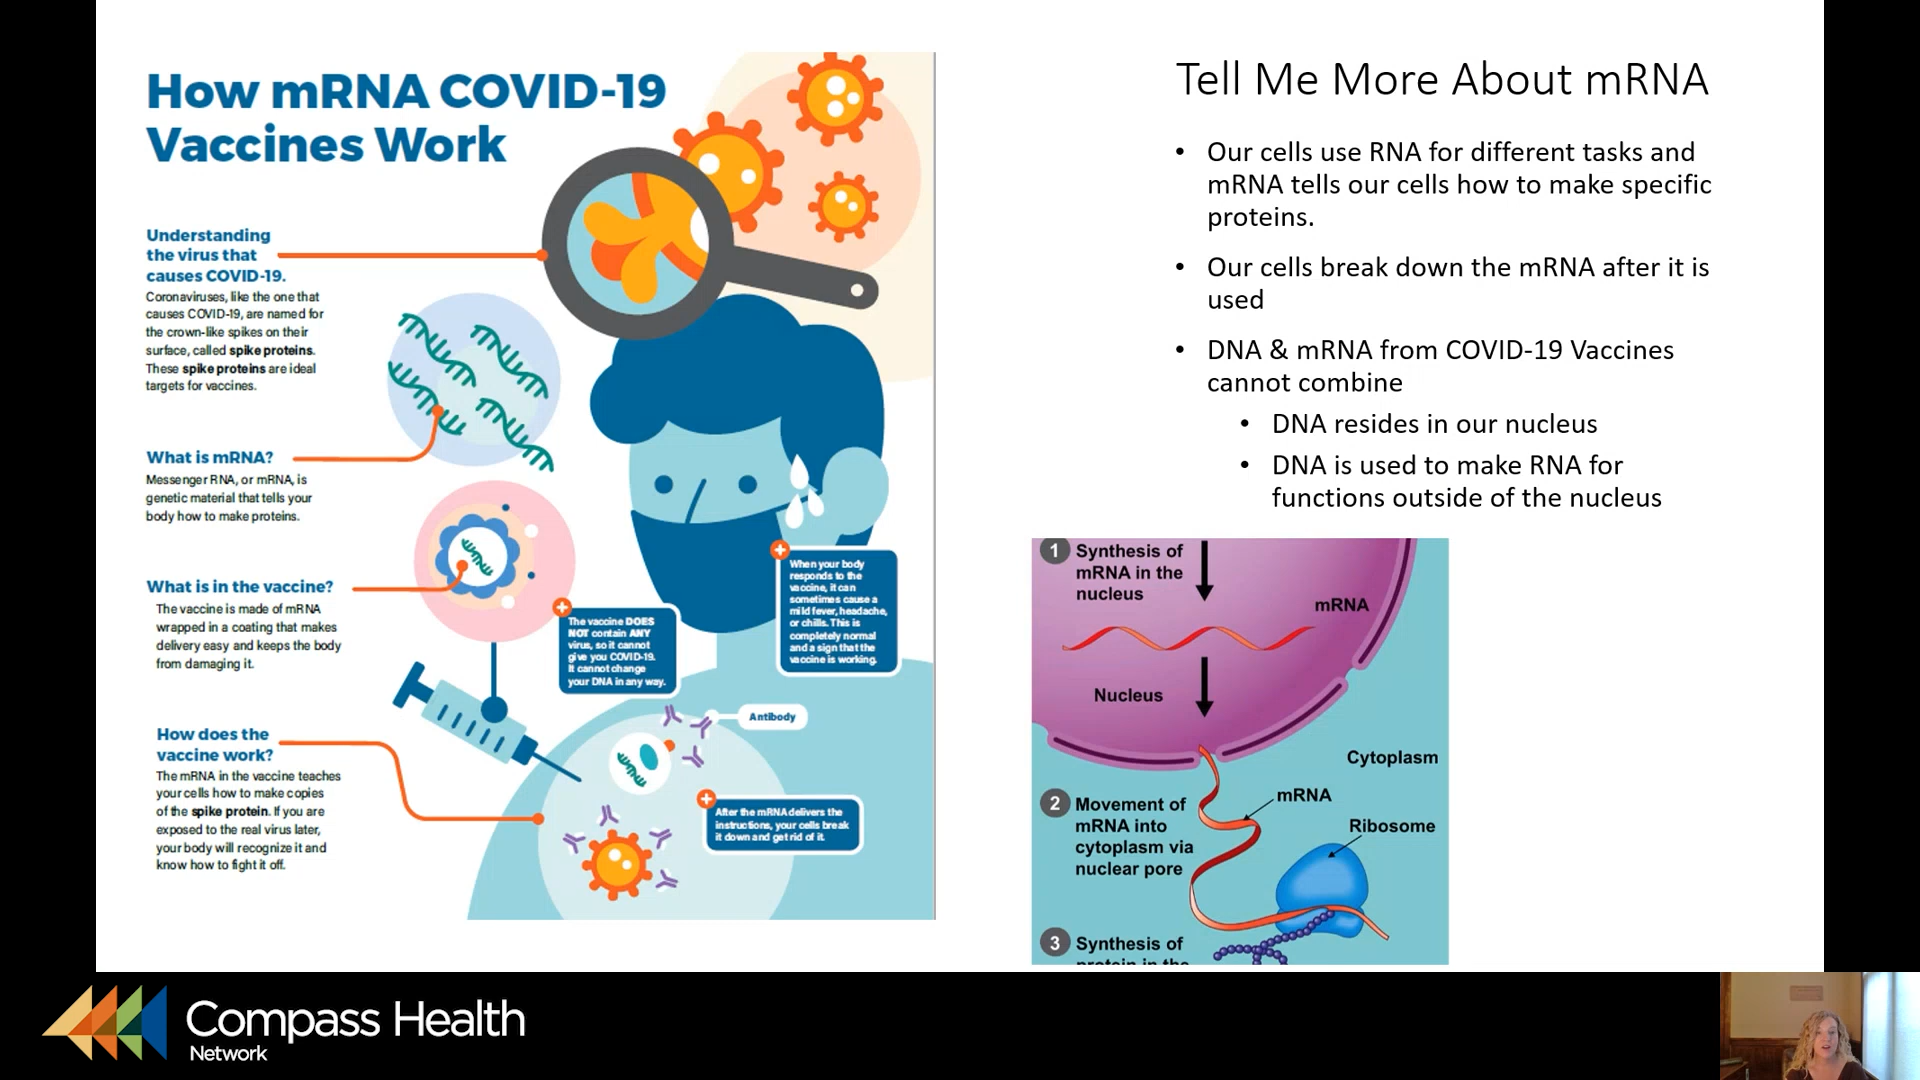 How mRNA COVID-19
Vaccines Work
Understanding
the virus that
causes COVID-19.
Coronaviruses, like the one that
causes COVID-19, are named for
the crown-like spikes on their
surface, called spike proteins.
These spike proteins are ideal
targets for vaccines.
What is mRNA?
Messenger RNA, or mRNA, is
genetic material that tells your
body how to make proteins.
What is in the vaccine?
The vaccine is made of mRNA
wrapped in a coating that makes
delivery easy and keeps the body
from damaging it.
The vaccine DOES
NOT contain ANY
virus, so it cannot
give you COVID-19.
It cannot change
your DNA in any way.
When your body
responds to the
vaccine, it can
sometimes cause a
mild fever, headache,
or chills. This is
completely normal
and a sign that the
vaccine is working.
How does the
vaccine work?
The mRNA in the vaccine teaches
your cells how to make copies
of the spike protein. If you are
exposed to the real virus later,
your body will recognize it and
know how to fight it off.
Antibody
After the mRNA delivers the
instructions, your cells break
it down and get rid of it.
Tell Me More About mRNA
• Our cells use RNA for different tasks and
mRNA tells our cells how to make specific
proteins.
• Our cells break down the mRNA after it is
used
• DNA & mRNA from COVID-19 Vaccines
cannot combine
• DNA resides in our nucleus
• DNA is used to make RNA for
functions outside of the nucleus
1 Synthesis of
mRNA in the
nucleus
mRNA
Nucleus
Cytoplasm
2 Movement of
mRNA into
cytoplasm via
nuclear pore
mRNA
Ribosome
3 Synthesis of
protein in the
Compass Health
Network